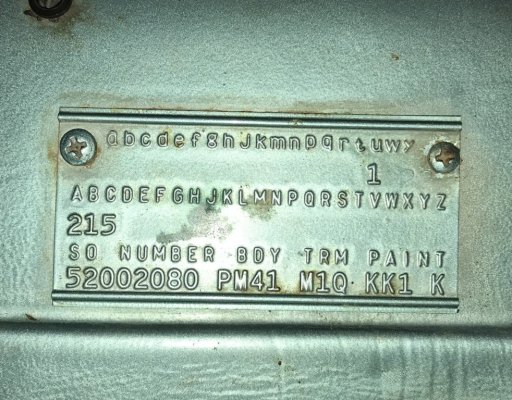 abcdefghJkmnpqrtuwy
1
ABCDEFGHJKLMNPQRSTVWXYZ
215
SO NUMBER BDY TRM PAINT
52002080 PM41 M1Q KK1 K